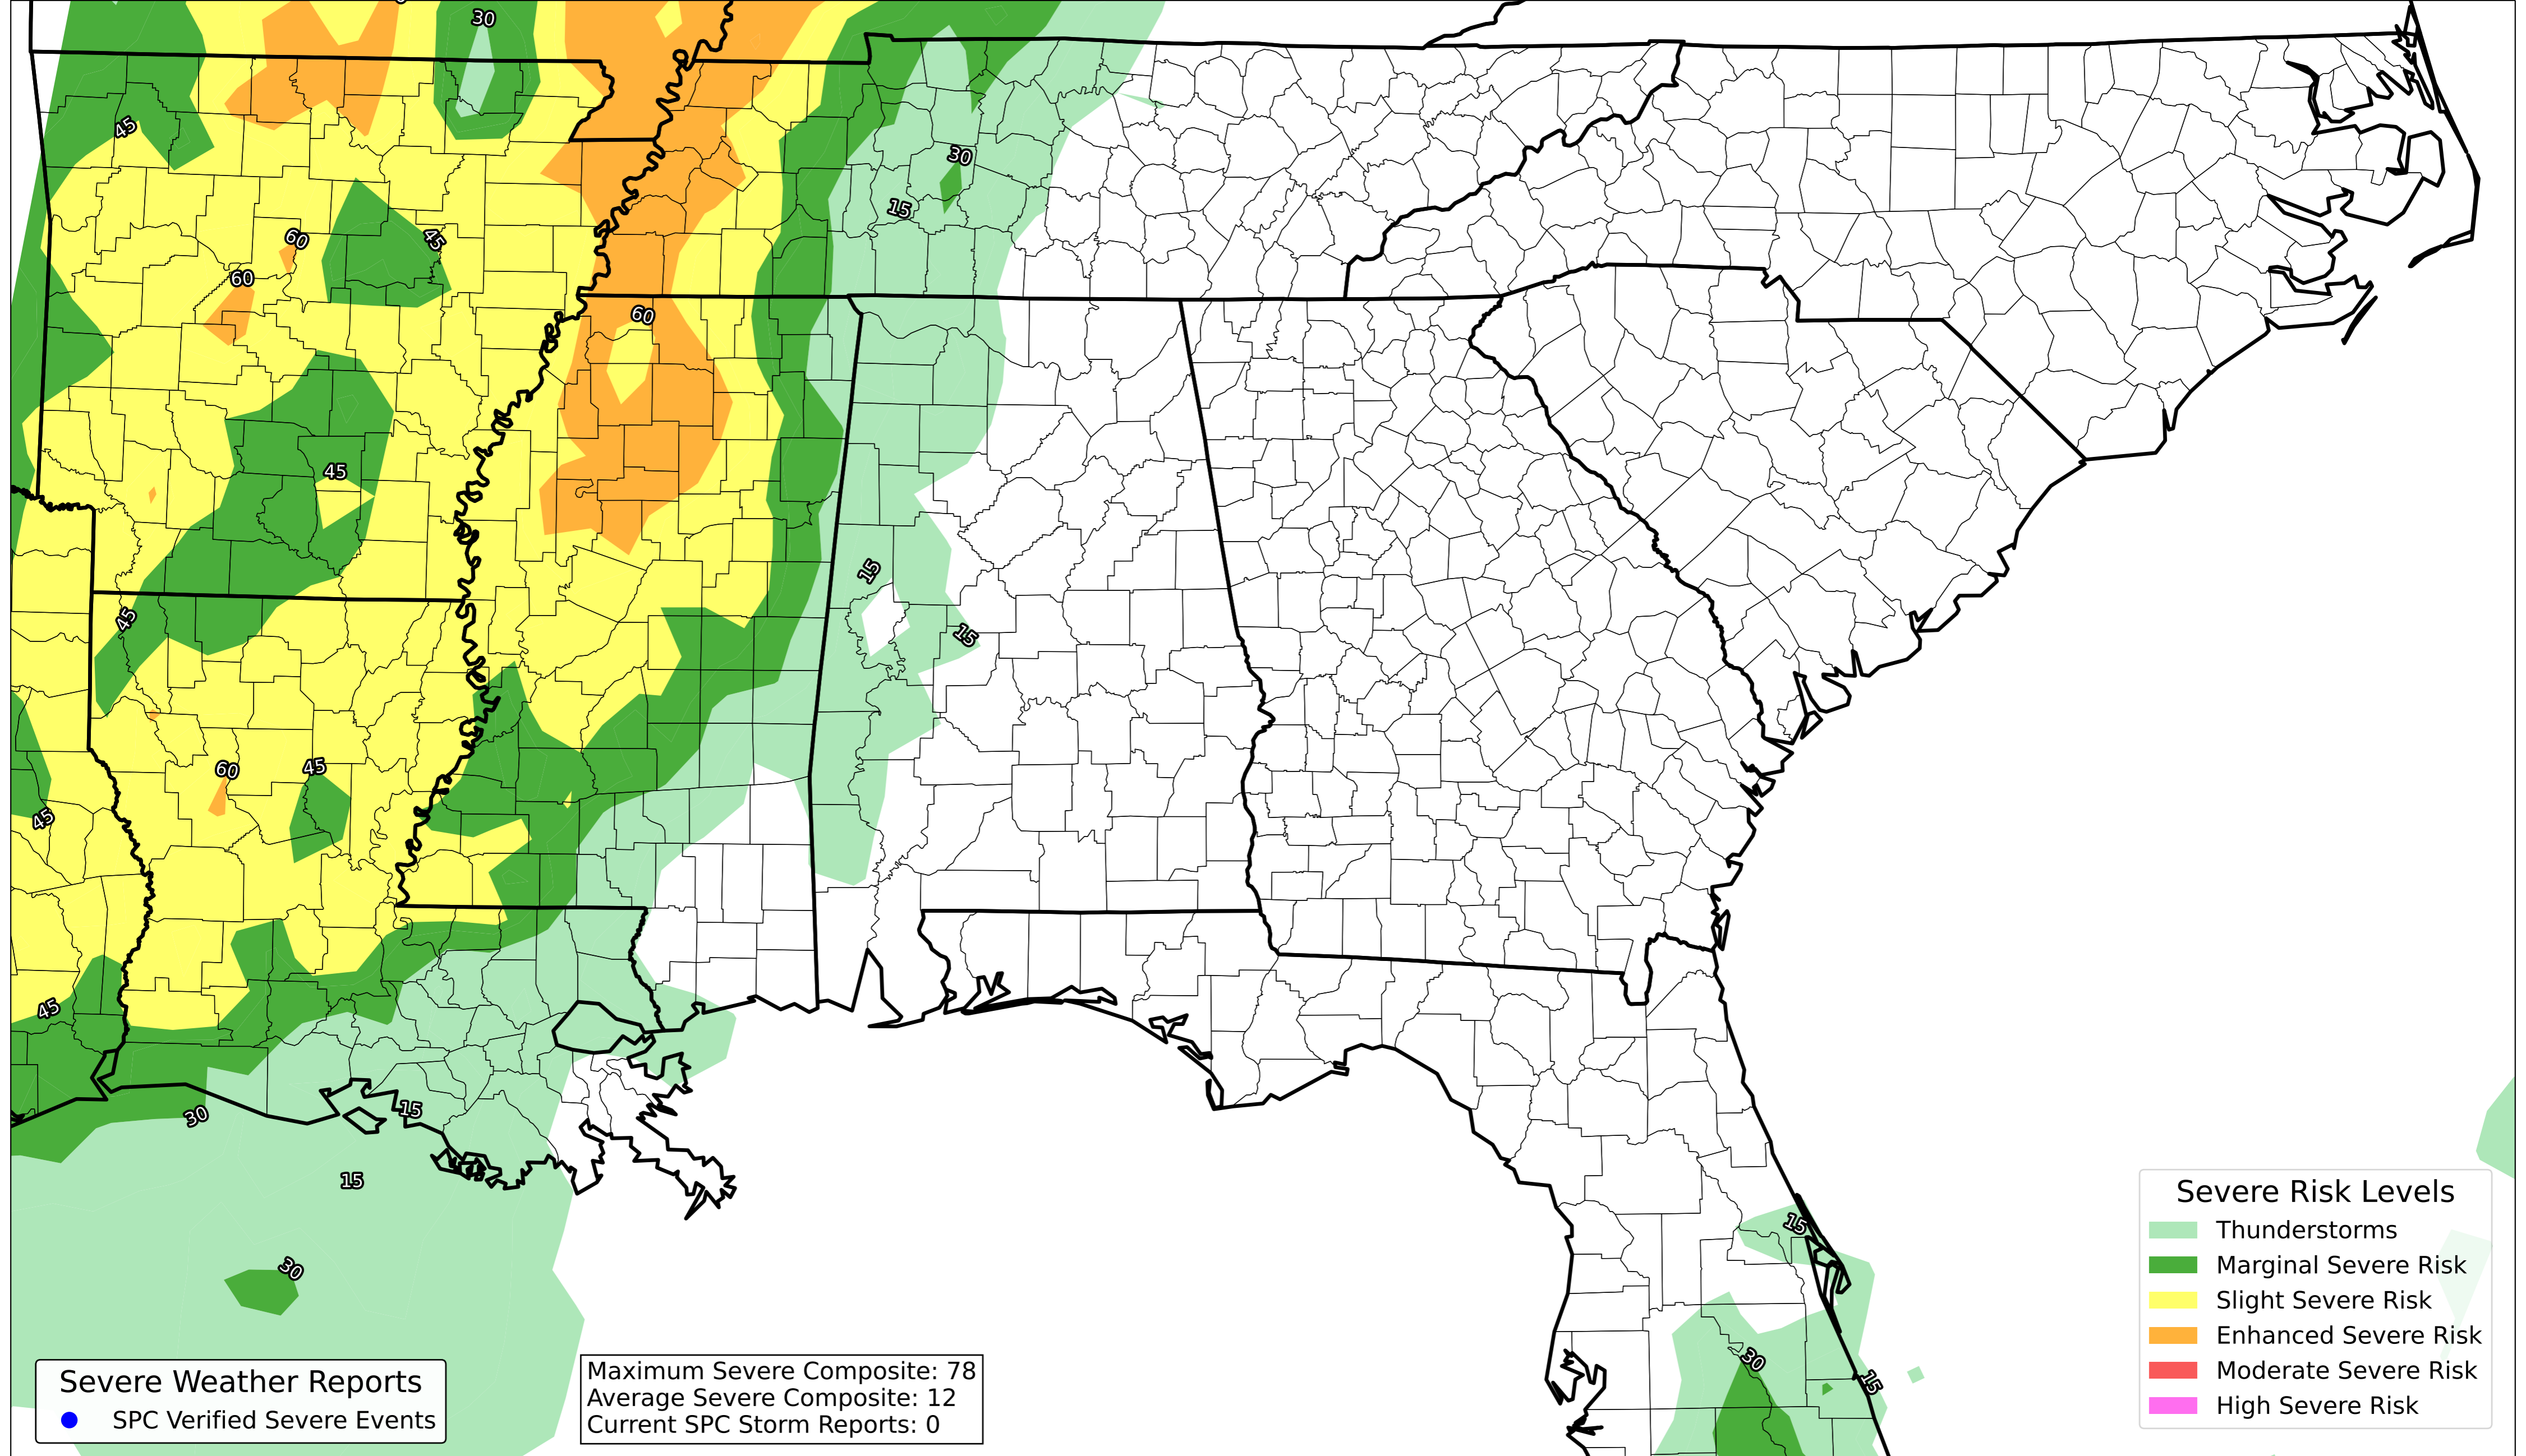 30
45
30
15
60
45
60
60
45
15
45
15
60
45
45
45
30
15
15
15
30
30
15
Severe Risk Levels
Thunderstorms
Marginal Severe Risk
Slight Severe Risk
Enhanced Severe Risk
Moderate Severe Risk
High Severe Risk
Severe Weather Reports
SPC Verified Severe Events
Maximum Severe Composite: 78
Average Severe Composite: 12
Current SPC Storm Reports: 0